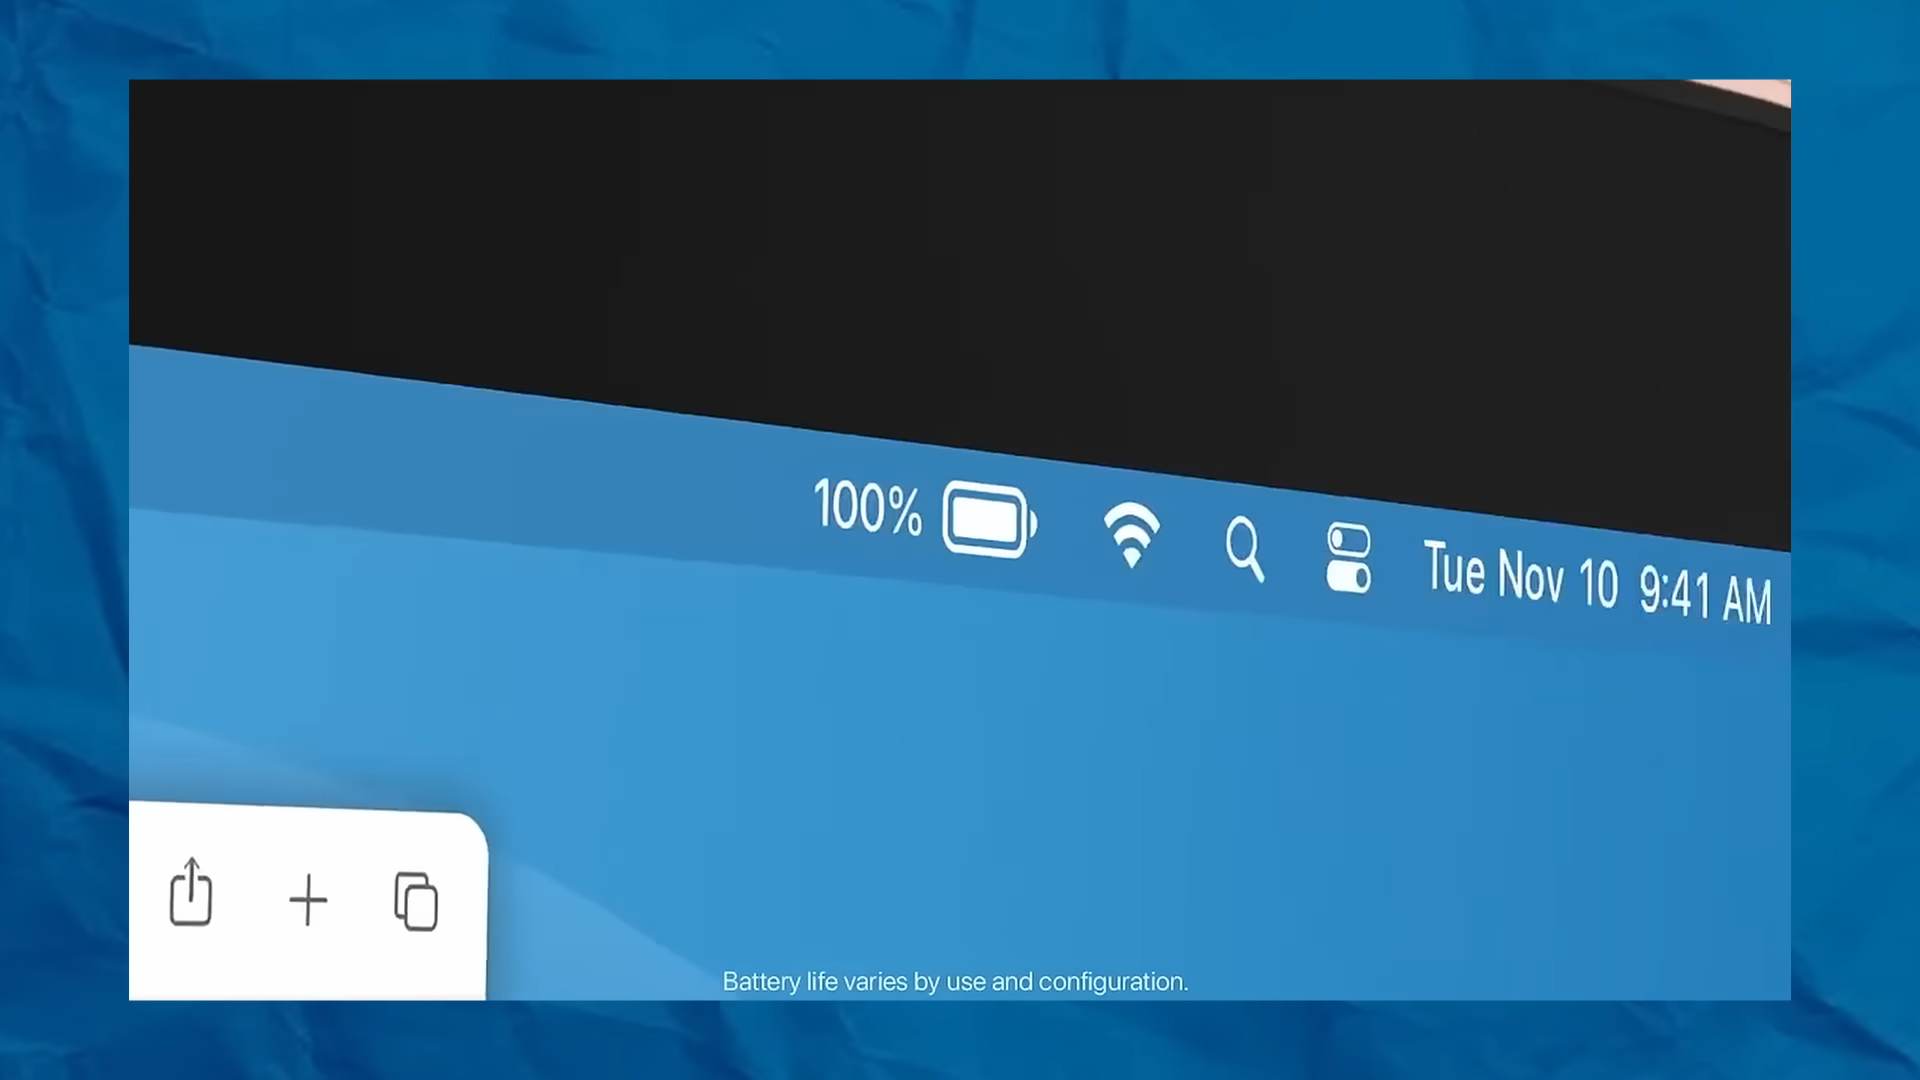 100% Tue Nov 10 9:41 AM
Battery life varies by use and configuration.